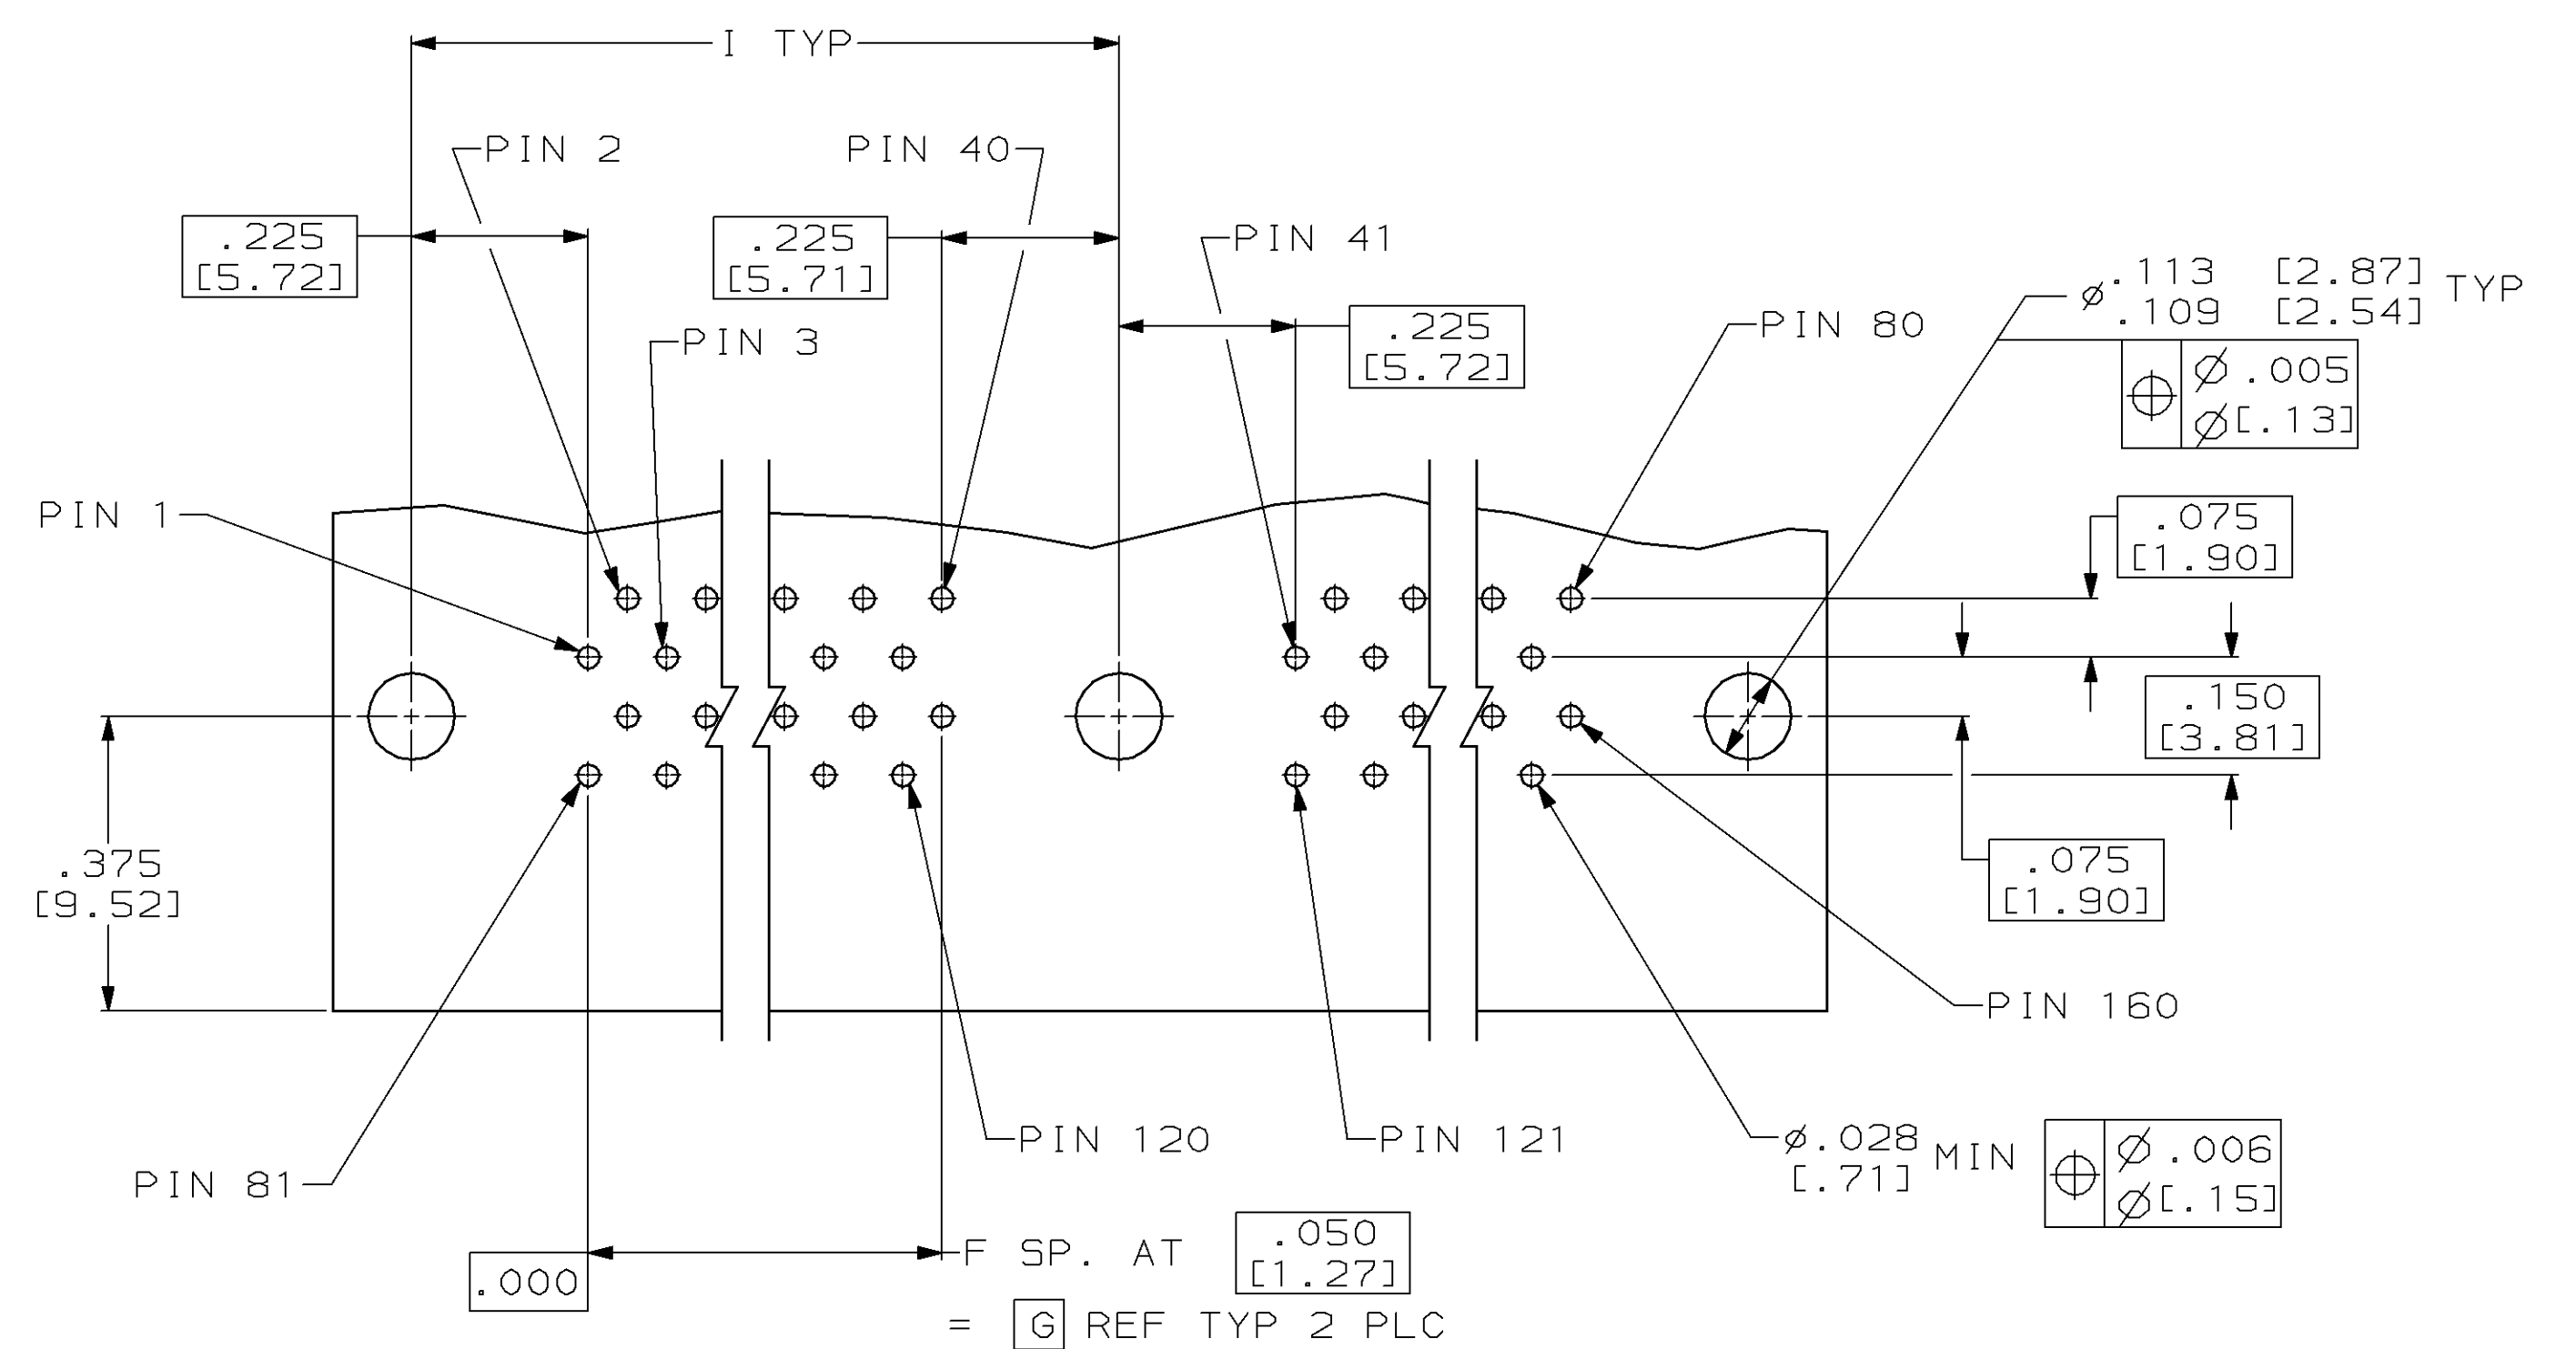 I TYP
PIN 2
PIN 40
.225
[5.72]
.225
[5.71]
PIN 41
.225
[5.72]
PIN 3
PIN 80
⌀.113 [2.87] TYP
.109 [2.54]
⌖ ⌀.005
⌀[.13]
PIN 1
.075
[1.90]
.150
[3.81]
.375
[9.52]
.075
[1.90]
PIN 160
PIN 120
PIN 121
PIN 81
⌀.028 MIN
[.71]
⌖ ⌀.006
⌀[.15]
.000
F SP. AT .050
[1.27]
= G REF TYP 2 PLC